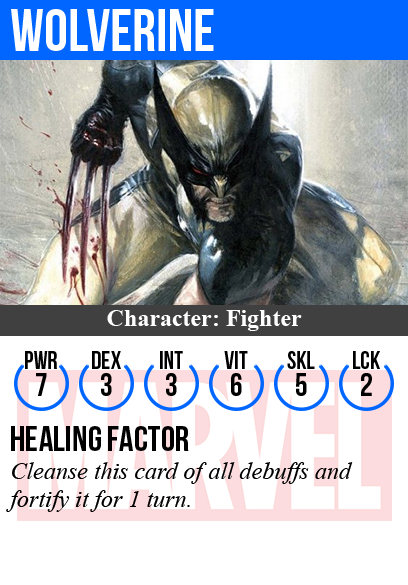 WOLVERINE
Character: Fighter
PWR DEX INT VIT SKL LCK
7 3 3 6 5 2
MARVEL
HEALING FACTOR
Cleanse this card of all debuffs and
fortify it for 1 turn.